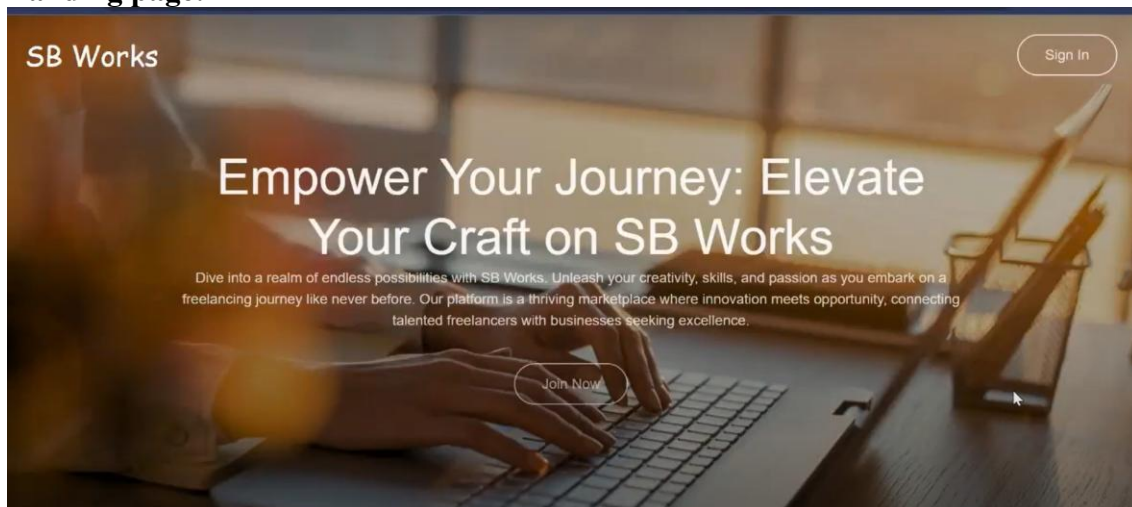 SB Works
Sign In
Empower Your Journey: Elevate
Your Craft on SB Works
Dive into a realm of endless possibilities with SB Works. Unleash your creativity, skills, and passion as you embark on a
freelancing journey like never before. Our platform is a thriving marketplace where innovation meets opportunity, connecting
talented freelancers with businesses seeking excellence.
Join Now